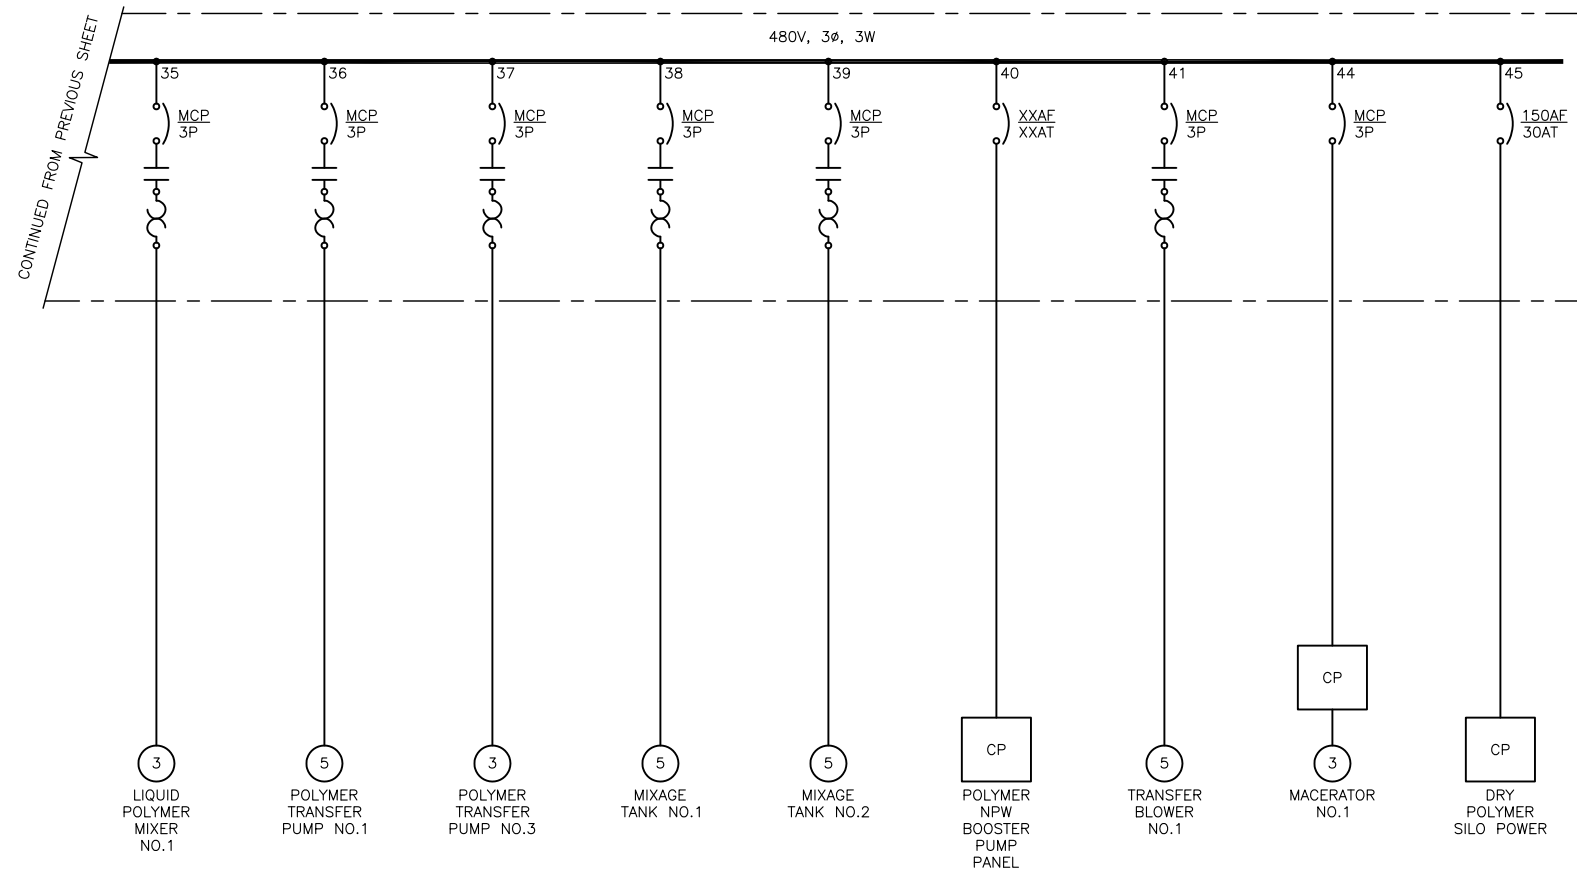 CONTINUED FROM PREVIOUS SHEET
480V, 3ø, 3W
35
36
37
38
39
40
41
44
45
MCP
3P
MCP
3P
MCP
3P
MCP
3P
MCP
3P
XXAF
XXAT
MCP
3P
MCP
3P
150AF
30AT
CP
CP
CP
3
5
3
5
5
5
3
LIQUID
POLYMER
MIXER
NO.1
POLYMER
TRANSFER
PUMP NO.1
POLYMER
TRANSFER
PUMP NO.3
MIXAGE
TANK NO.1
MIXAGE
TANK NO.2
POLYMER
NPW
BOOSTER
PUMP
PANEL
TRANSFER
BLOWER
NO.1
MACERATOR
NO.1
DRY
POLYMER
SILO POWER